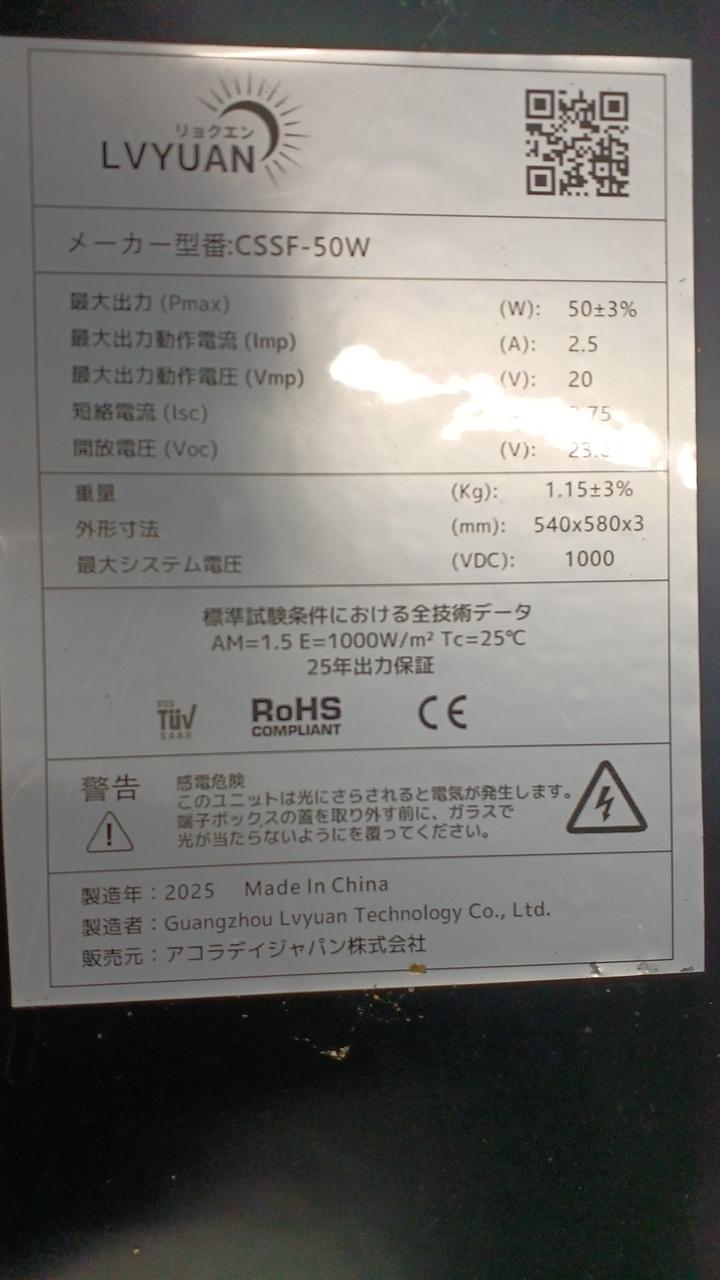 リョクエン
LVYUAN
メーカー型番:CSSF-50W
最大出力 (Pmax) (W): 50±3%
最大出力動作電流 (Imp) (A): 2.5
最大出力動作電圧 (Vmp) (V): 20
短絡電流 (Isc)
開放電圧 (Voc) (V):
重量 (Kg): 1.15±3%
外形寸法 (mm): 540x580x3
最大システム電圧 (VDC): 1000
標準試験条件における全技術データ
AM=1.5 E=1000W/m² Tc=25℃
25年出力保証
TÜV
SAAR
RoHS
COMPLIANT
CE
警告
感電危険
このユニットは光にさらされると電気が発生します。
端子ボックスの蓋を取り外す前に、ガラスで
光が当たらないようにを覆ってください。
製造年：2025 Made In China
製造者：Guangzhou Lvyuan Technology Co., Ltd.
販売元：アコラデイジャパン株式会社